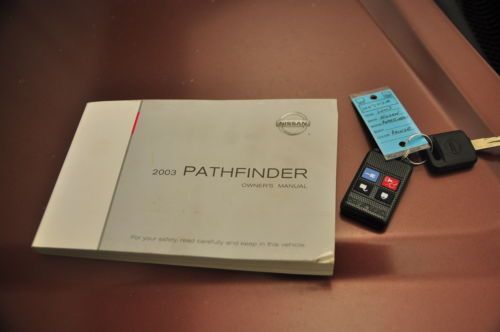 NISSAN
2003 PATHFINDER
OWNER'S MANUAL
For your safety, read carefully and keep in this vehicle.